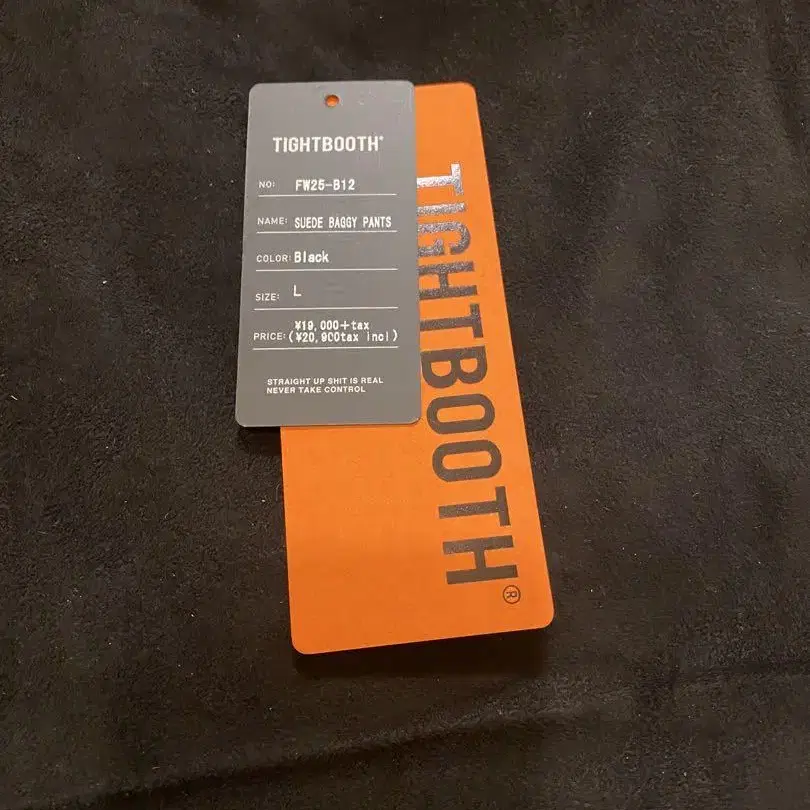 TIGHTBOOTH®
NO: FW25-B12
NAME: SUEDE BAGGY PANTS
COLOR: Black
SIZE: L
¥19,000+tax
PRICE: (¥20,900tax incl)
STRAIGHT UP SHIT IS REAL
NEVER TAKE CONTROL
TIGHTBOOTH®